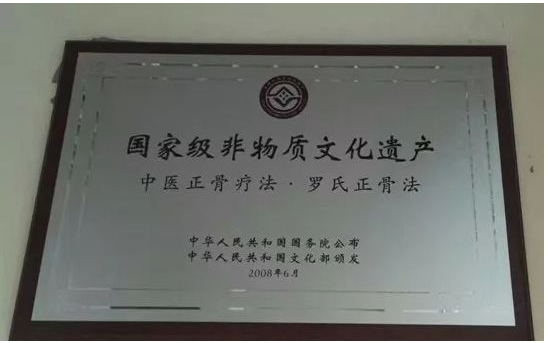 国家级非物质文化遗产
中医正骨疗法·罗氏正骨法
中华人民共和国国务院公布
中华人民共和国文化部颁发
2008年6月